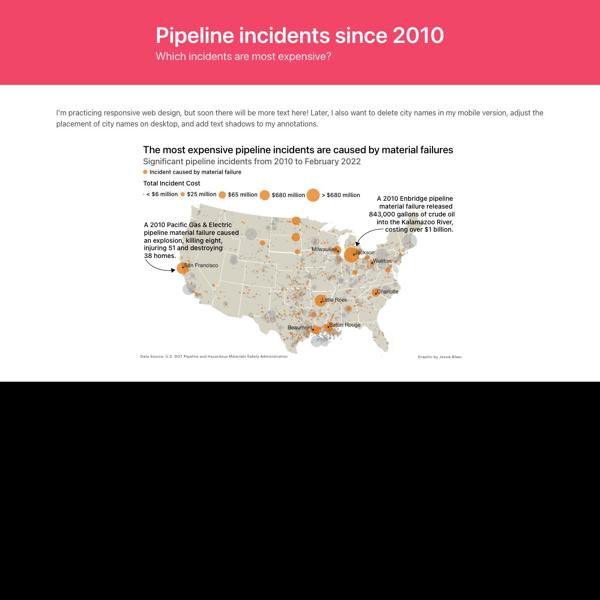 Pipeline incidents since 2010
Which incidents are most expensive?
I'm practicing responsive web design, but soon there will be more text here! Later, I also want to delete city names in my mobile version, adjust the
placement of city names on desktop, and add text shadows to my annotations.
The most expensive pipeline incidents are caused by material failures
Significant pipeline incidents from 2010 to February 2022
Incident caused by material failure
Total Incident Cost
< $6 million $25 million $65 million $680 million > $680 million
A 2010 Enbridge pipeline
material failure released
843,000 gallons of crude oil
into the Kalamazoo River,
costing over $1 billion.
A 2010 Pacific Gas & Electric
pipeline material failure caused
an explosion, killing eight,
injuring 51 and destroying
38 homes.
Milwaukee
Jackson
San Francisco
Charlotte
Little Rock
Beaumont
Baton Rouge
Data Source: U.S. DOT Pipeline and Hazardous Materials Safety Administration